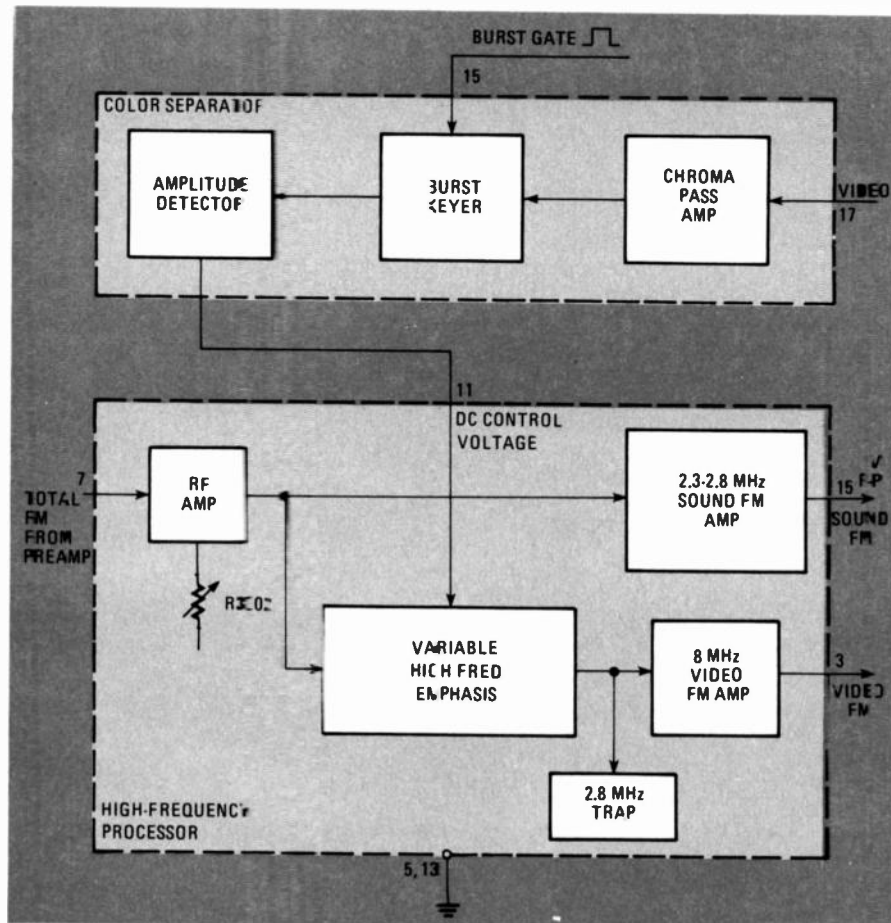 BURST GATE
15
COLOR SEPARATOR
AMPLITUDE
DETECTOR
BURST
KEYER
CHROMA
PASS
AMP
VIDEO
17
11
DC CONTROL
VOLTAGE
7
TOTAL
FM
FROM
PREAMP
RF
AMP
2.3-2.8 MHz
SOUND FM
AMP
15
SOUND
FM
VARIABLE
HIGH FREQ
EMPHASIS
8 MHz
VIDEO
FM AMP
3
VIDEO
FM
2.8 MHz
TRAP
HIGH-FREQUENCY
PROCESSOR
5, 13